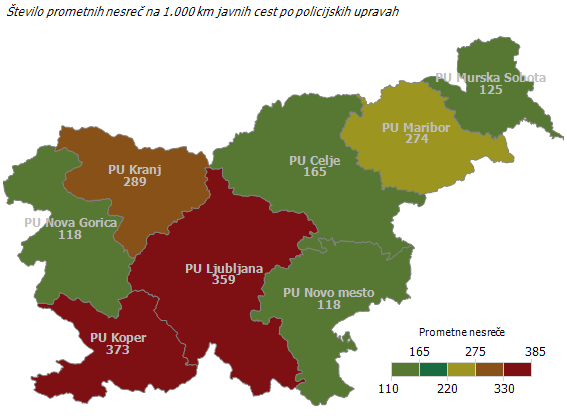 Število prometnih nesreč na 1.000 km javnih cest po policijskih upravah
PU Murska Sobota
125
PU Maribor
274
PU Celje
165
PU Kranj
289
PU Nova Gorica
118
PU Ljubljana
359
PU Novo mesto
118
PU Koper
373
Prometne nesreče
165 275 385
110 220 330